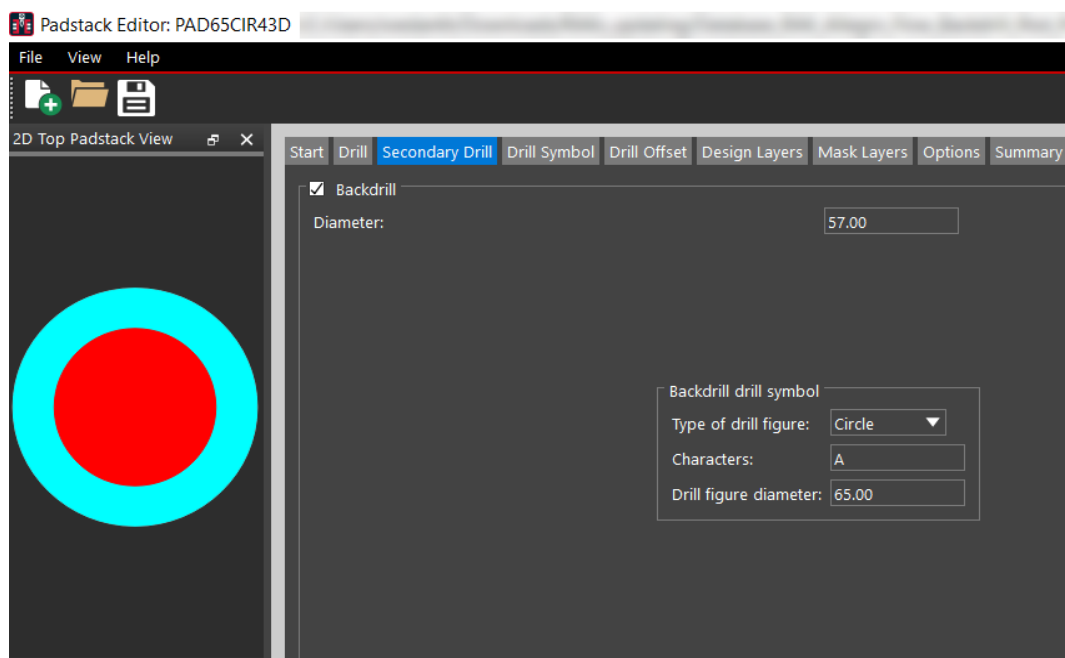 Padstack Editor: PAD65CIR43D
File View Help
2D Top Padstack View
Start Drill Secondary Drill Drill Symbol Drill Offset Design Layers Mask Layers Options Summary
Backdrill
Diameter: 57.00
Backdrill drill symbol
Type of drill figure: Circle
Characters: A
Drill figure diameter: 65.00